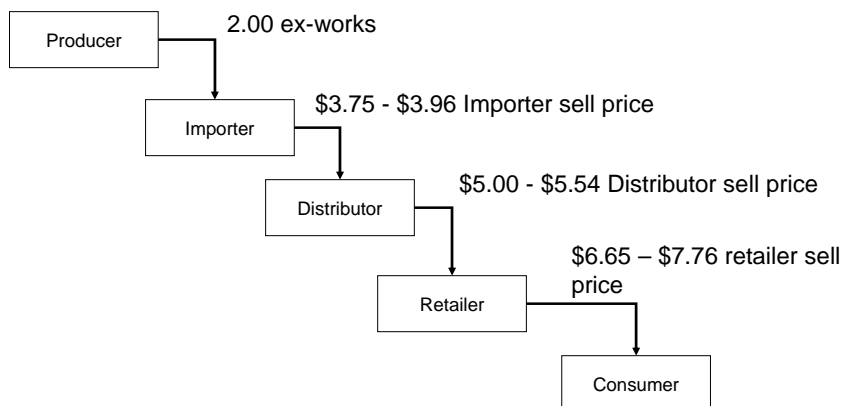 2.00 ex-works
Producer
$3.75 - $3.96 Importer sell price
Importer
$5.00 - $5.54 Distributor sell price
Distributor
$6.65 – $7.76 retailer sell
price
Retailer
Consumer